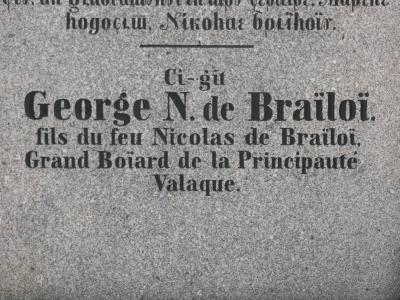 Ci-gît
George N. de Braïloï.
fils du feu Nicolas de Braïloï,
Grand Boïard de la Principauté
Valaque.